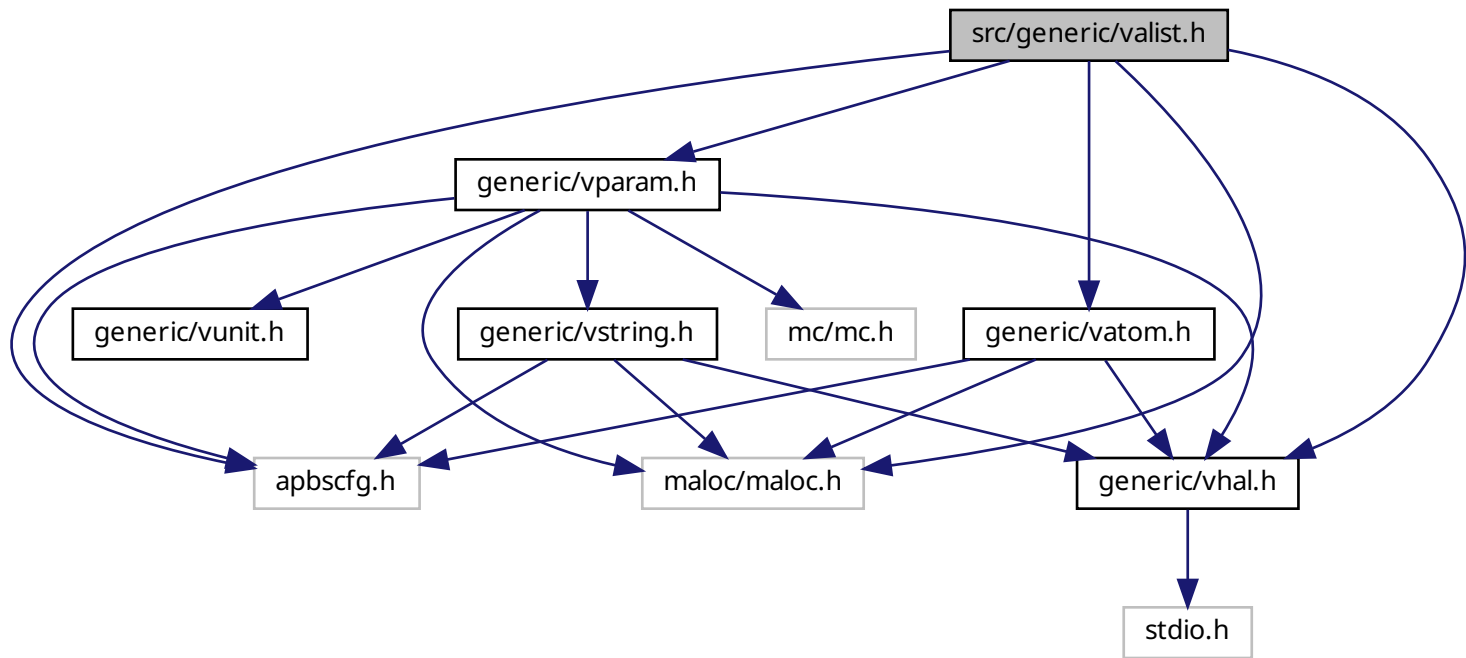 src/generic/valist.h
generic/vparam.h
generic/vunit.h
generic/vstring.h
mc/mc.h
generic/vatom.h
apbscfg.h
maloc/maloc.h
generic/vhal.h
stdio.h